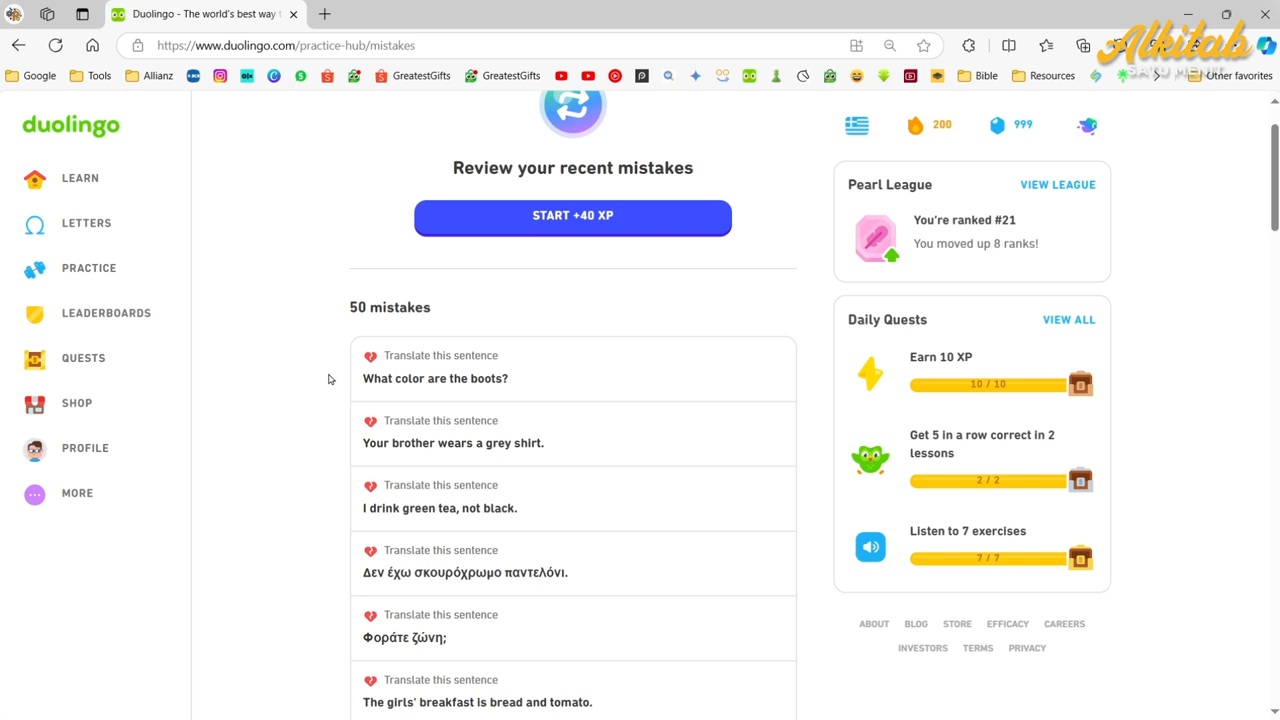 Duolingo - The world's best way t
https://www.duolingo.com/practice-hub/mistakes
Alkitab
SATU MENIT
Google
Tools
Allianz
GreatestGifts
GreatestGifts
Bible
Resources
Other favorites
duolingo
LEARN
LETTERS
PRACTICE
LEADERBOARDS
QUESTS
SHOP
PROFILE
MORE
Review your recent mistakes
START +40 XP
50 mistakes
Translate this sentence
What color are the boots?
Translate this sentence
Your brother wears a grey shirt.
Translate this sentence
I drink green tea, not black.
Translate this sentence
Δεν έχω σκουρόχρωμο παντελόνι.
Translate this sentence
Φοράτε ζώνη;
Translate this sentence
The girls' breakfast is bread and tomato.
200
999
Pearl League
VIEW LEAGUE
You're ranked #21
You moved up 8 ranks!
Daily Quests
VIEW ALL
Earn 10 XP
10 / 10
Get 5 in a row correct in 2
lessons
2 / 2
Listen to 7 exercises
7 / 7
ABOUT BLOG STORE EFFICACY CAREERS
INVESTORS TERMS PRIVACY